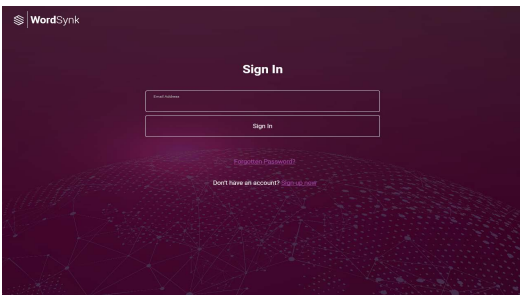 WordSynk
Sign In
Email Address
Sign In
Forgotten Password?
Don't have an account? Sign up now